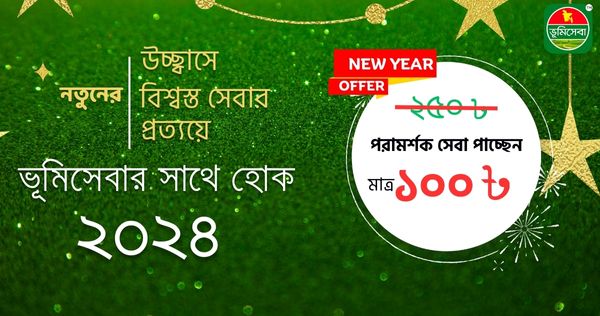 উচ্ছ্বাসে
নতুনের
বিশ্বস্ত সেবার
প্রত্যয়ে
ভূমিসেবার সাথে হোক
২০২৪
NEW YEAR
OFFER
২৫০ ৳
পরামর্শক সেবা পাচ্ছেন
মাত্র ১০০ ৳
ভূমিসেবা